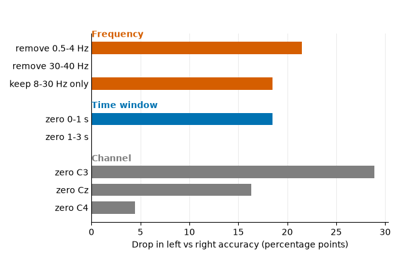 Frequency
remove 0.5-4 Hz
remove 30-40 Hz
keep 8-30 Hz only
Time window
zero 0-1 s
zero 1-3 s
Channel
zero C3
zero Cz
zero C4
0 5 10 15 20 25 30
Drop in left vs right accuracy (percentage points)